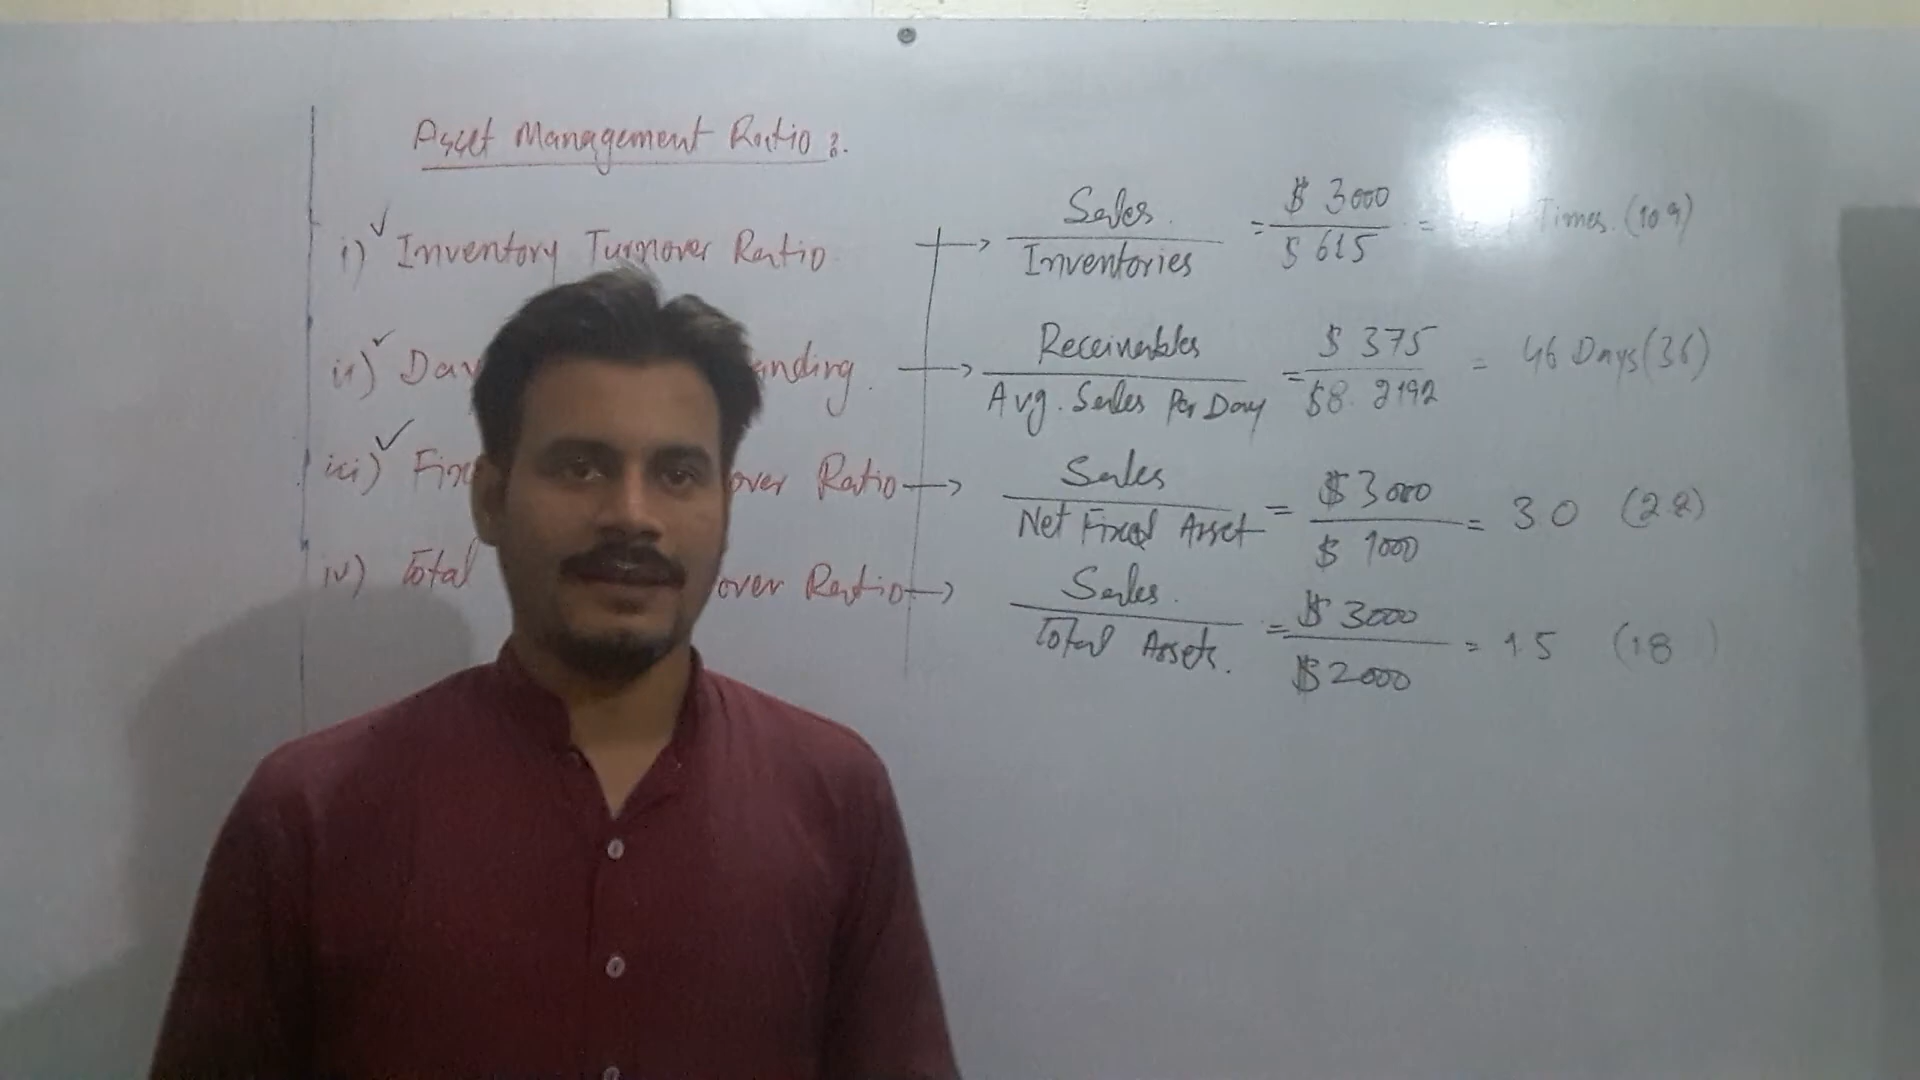 Asset Management Ratio:.
i) Inventory Turnover Ratio → Sales / Inventories = $ 3000 / $ 615 = Times. (10 9)
ii) Day anding. → Receivables / Avg. Sales Per Day = $ 375 / $8. 2192 = 46 Days (36)
iii) Fixe over Ratio → Sales / Net Fixed Asset = $ 3000 / $ 1000 = 3 0 (2 8)
iv) Total over Ratio → Sales. / Total Assets. = $ 3000 / $ 2000 = 1 5 (1 8 )